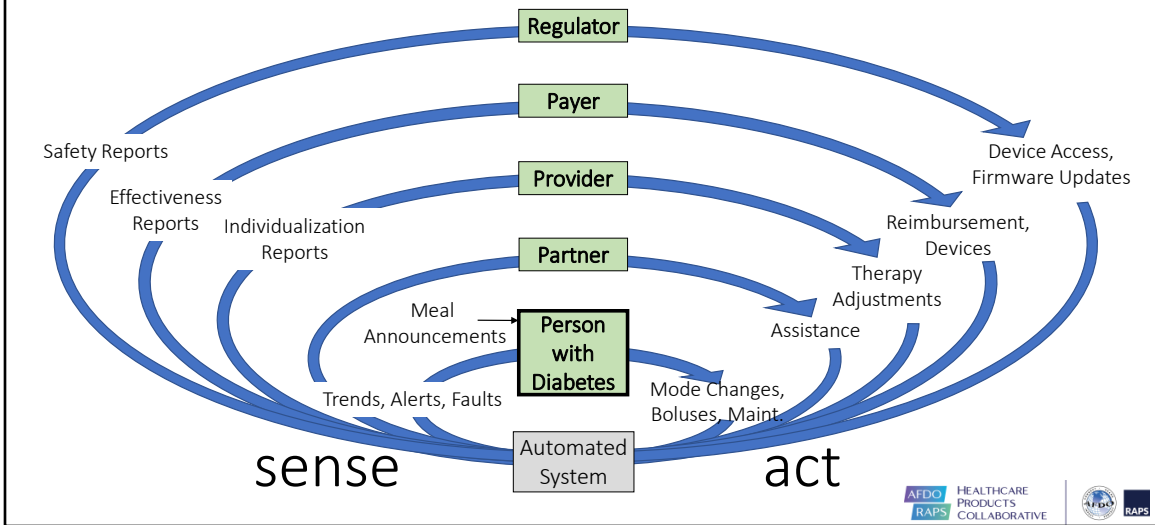 Regulator
Payer
Safety Reports
Device Access,
Firmware Updates
Provider
Effectiveness
Reports
Individualization
Reports
Reimbursement,
Devices
Partner
Therapy
Adjustments
Meal
Announcements
Person
with
Diabetes
Assistance
Trends, Alerts, Faults
Mode Changes,
Boluses, Maint.
Automated
System
sense
act
AFDO
RAPS
HEALTHCARE
PRODUCTS
COLLABORATIVE
AFDO
RAPS